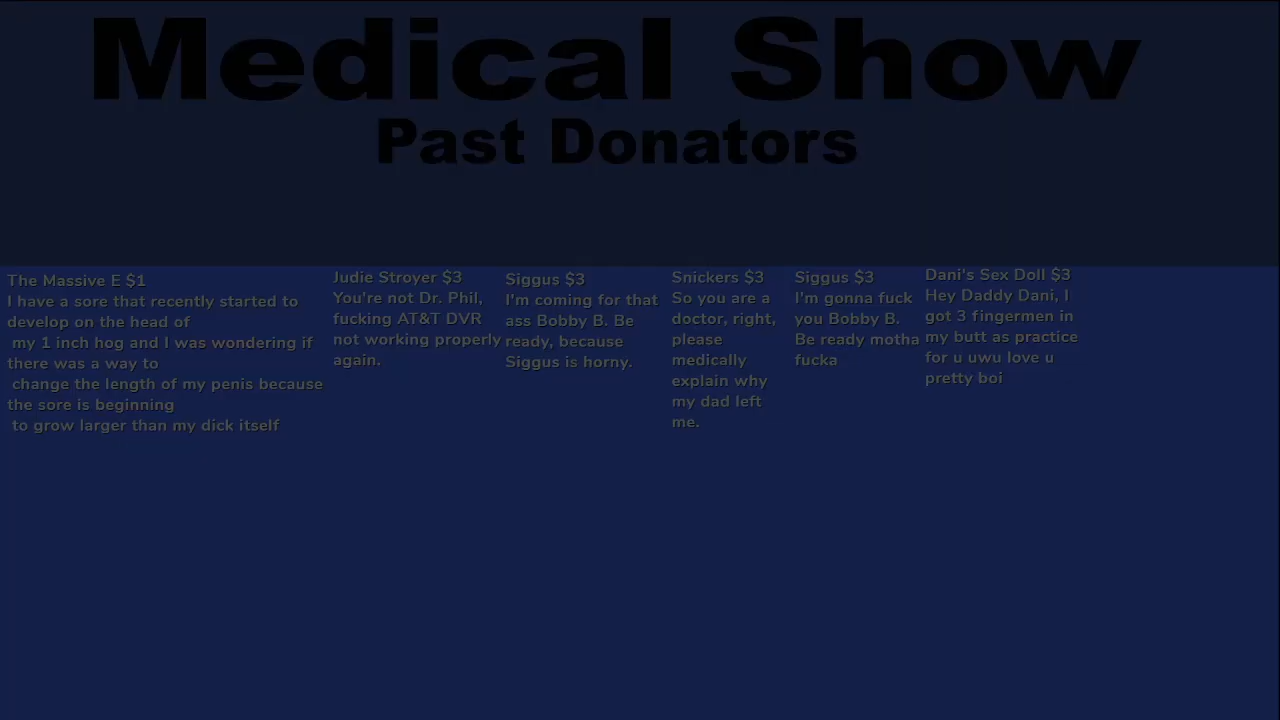 Medical Show
Past Donators
The Massive E $1
I have a sore that recently started to
develop on the head of
my 1 inch hog and I was wondering if
there was a way to
change the length of my penis because
the sore is beginning
to grow larger than my dick itself
Judie Stroyer $3
You're not Dr. Phil,
fucking AT&T DVR
not working properly
again.
Siggus $3
I'm coming for that
ass Bobby B. Be
ready, because
Siggus is horny.
Snickers $3
So you are a
doctor, right,
please
medically
explain why
my dad left
me.
Siggus $3
I'm gonna fuck
you Bobby B.
Be ready motha
fucka
Dani's Sex Doll $3
Hey Daddy Dani, I
got 3 fingermen in
my butt as practice
for u uwu love u
pretty boi